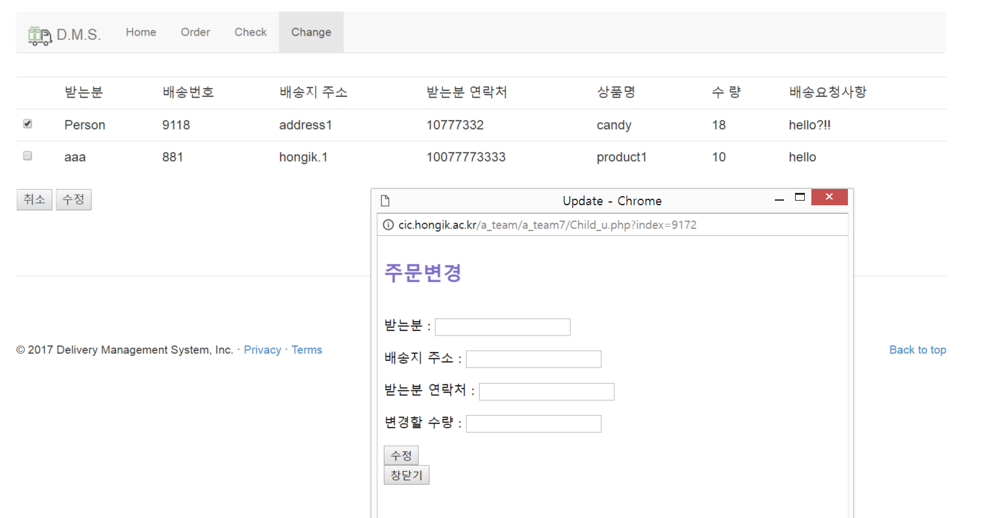 D.M.S. Home Order Check Change
받는분 배송번호 배송지 주소 받는분 연락처 상품명 수 량 배송요청사항
Person 9118 address1 10777332 candy 18 hello?!!
aaa 881 hongik.1 10077773333 product1 10 hello
취소 수정
Update - Chrome
cic.hongik.ac.kr/a_team/a_team7/Child_u.php?index=9172
주문변경
받는분 :
배송지 주소 :
받는분 연락처 :
변경할 수량 :
수정
창닫기
© 2017 Delivery Management System, Inc. · Privacy · Terms
Back to top